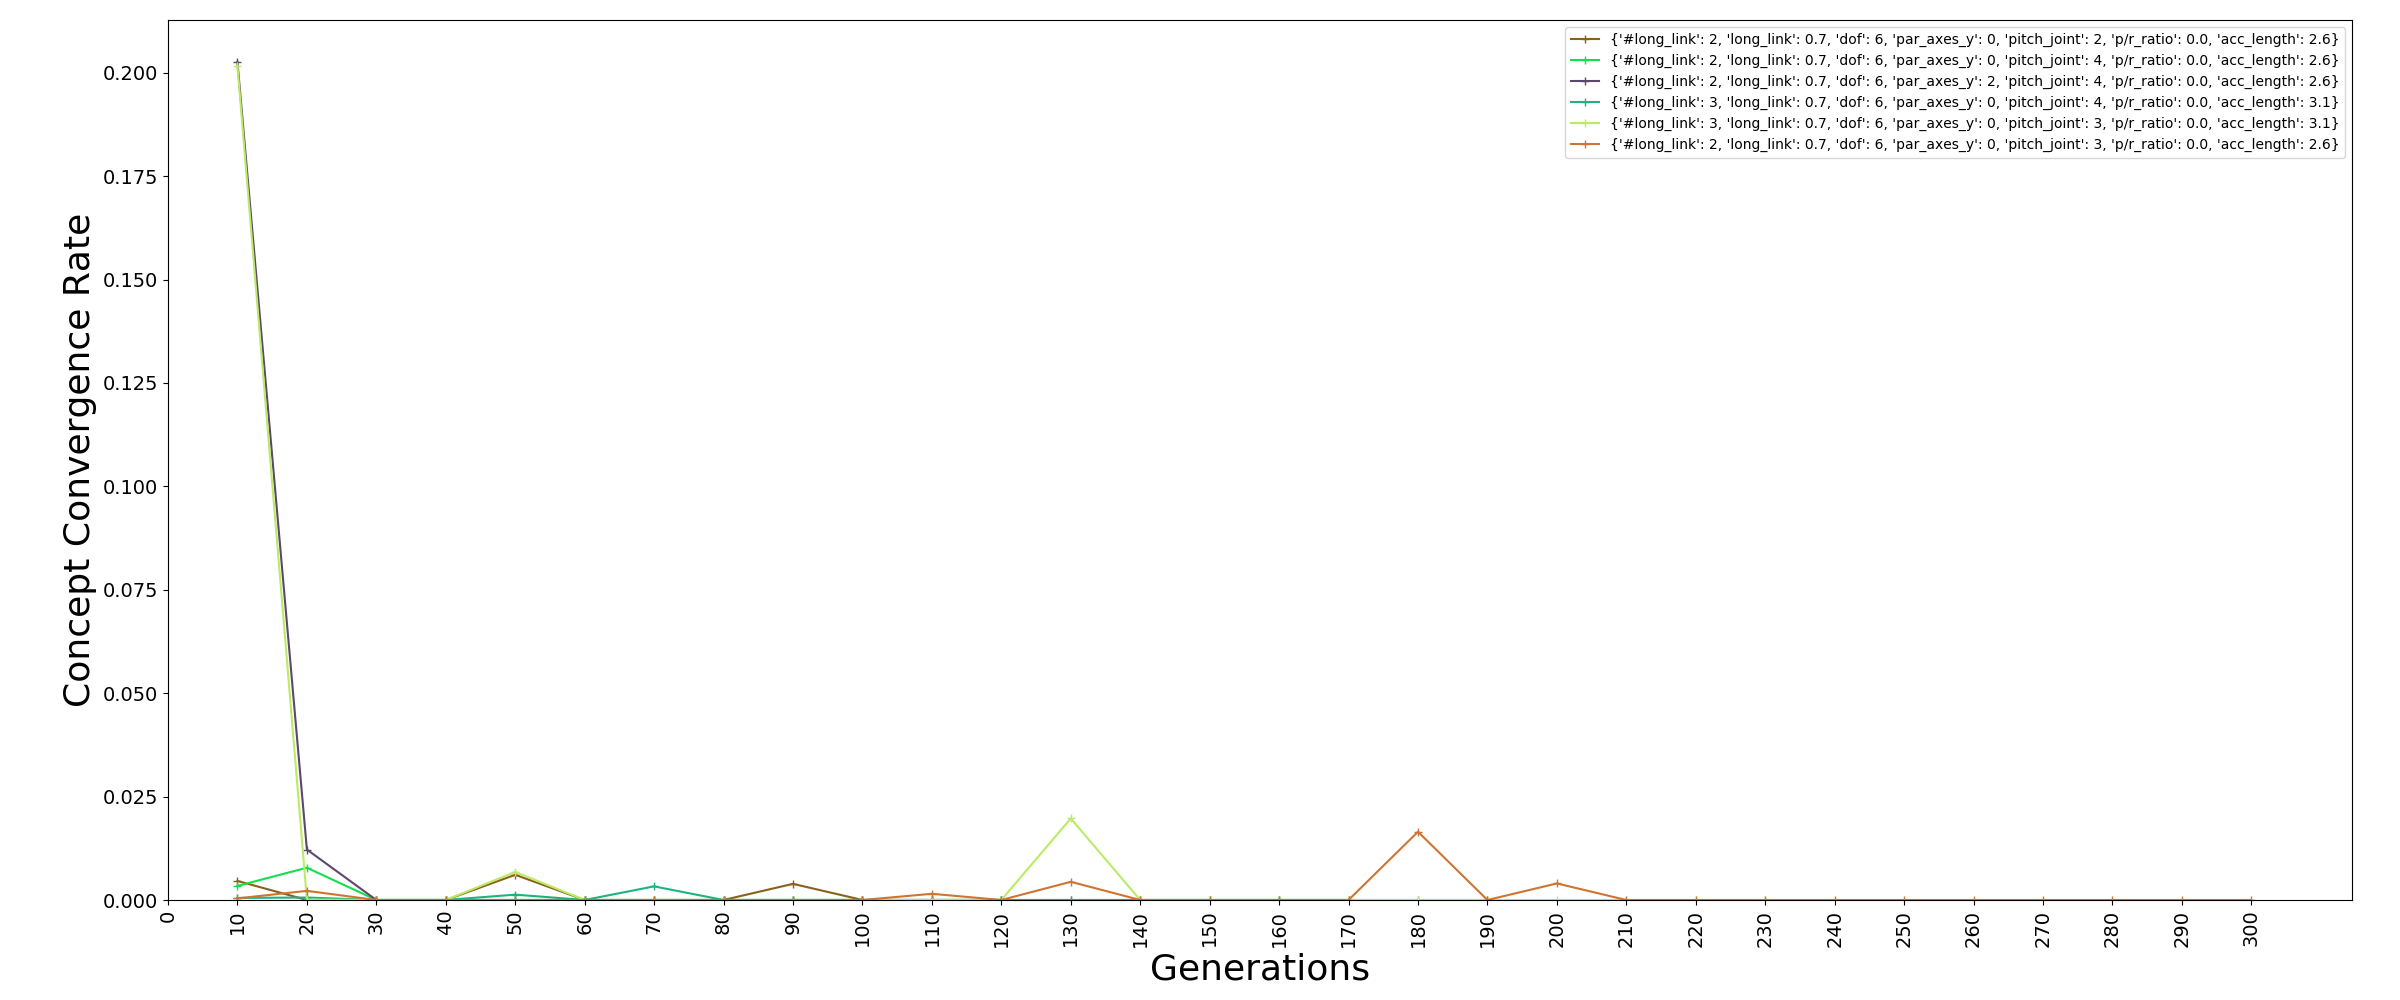 {'#long_link': 2, 'long_link': 0.7, 'dof': 6, 'par_axes_y': 0, 'pitch_joint': 2, 'p/r_ratio': 0.0, 'acc_length': 2.6}
{'#long_link': 2, 'long_link': 0.7, 'dof': 6, 'par_axes_y': 0, 'pitch_joint': 4, 'p/r_ratio': 0.0, 'acc_length': 2.6}
{'#long_link': 2, 'long_link': 0.7, 'dof': 6, 'par_axes_y': 2, 'pitch_joint': 4, 'p/r_ratio': 0.0, 'acc_length': 2.6}
{'#long_link': 3, 'long_link': 0.7, 'dof': 6, 'par_axes_y': 0, 'pitch_joint': 4, 'p/r_ratio': 0.0, 'acc_length': 3.1}
{'#long_link': 3, 'long_link': 0.7, 'dof': 6, 'par_axes_y': 0, 'pitch_joint': 3, 'p/r_ratio': 0.0, 'acc_length': 3.1}
{'#long_link': 2, 'long_link': 0.7, 'dof': 6, 'par_axes_y': 0, 'pitch_joint': 3, 'p/r_ratio': 0.0, 'acc_length': 2.6}
Concept Convergence Rate
0.200
0.175
0.150
0.125
0.100
0.075
0.050
0.025
0.000
0 10 20 30 40 50 60 70 80 90 100 110 120 130 140 150 160 170 180 190 200 210 220 230 240 250 260 270 280 290 300
Generations